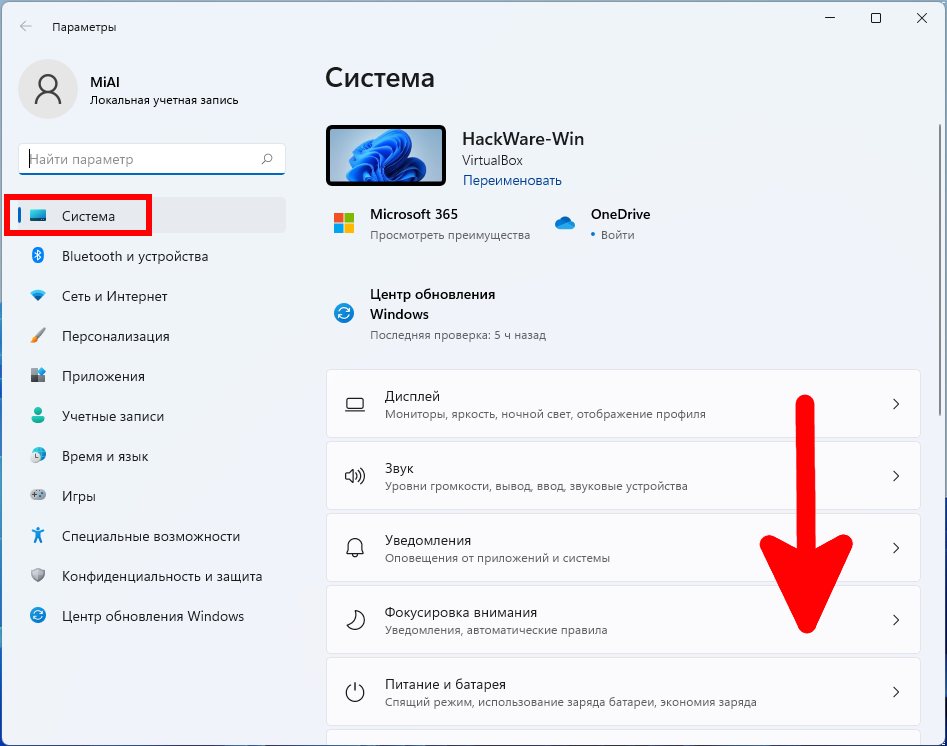 Параметры
MiAl
Локальная учетная запись
Найти параметр
Система
Bluetooth и устройства
Сеть и Интернет
Персонализация
Приложения
Учетные записи
Время и язык
Игры
Специальные возможности
Конфиденциальность и защита
Центр обновления Windows
Система
HackWare-Win
VirtualBox
Переименовать
Microsoft 365
Просмотреть преимущества
OneDrive
• Войти
Центр обновления
Windows
Последняя проверка: 5 ч назад
Дисплей
Мониторы, яркость, ночной свет, отображение профиля
Звук
Уровни громкости, вывод, ввод, звуковые устройства
Уведомления
Оповещения от приложений и системы
Фокусировка внимания
Уведомления, автоматические правила
Питание и батарея
Спящий режим, использование заряда батареи, экономия заряда